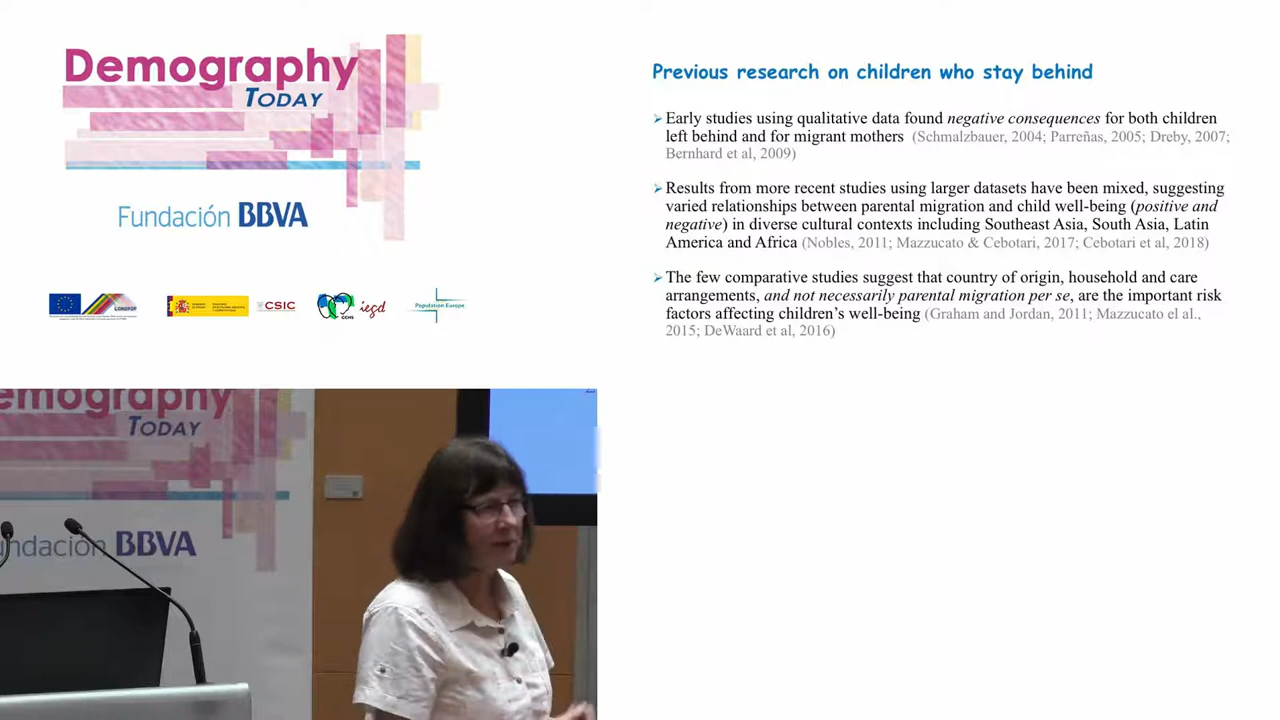 Demography
TODAY
Fundación BBVA
LONGPOP
CSIC
CCHS
iegd
Population Europe
Previous research on children who stay behind
Early studies using qualitative data found negative consequences for both children
left behind and for migrant mothers (Schmalzbauer, 2004; Parreñas, 2005; Dreby, 2007;
Bernhard et al, 2009)
Results from more recent studies using larger datasets have been mixed, suggesting
varied relationships between parental migration and child well-being (positive and
negative) in diverse cultural contexts including Southeast Asia, South Asia, Latin
America and Africa (Nobles, 2011; Mazzucato & Cebotari, 2017; Cebotari et al, 2018)
The few comparative studies suggest that country of origin, household and care
arrangements, and not necessarily parental migration per se, are the important risk
factors affecting children's well-being (Graham and Jordan, 2011; Mazzucato el al.,
2015; DeWaard et al, 2016)
emography
TODAY
undación BBVA